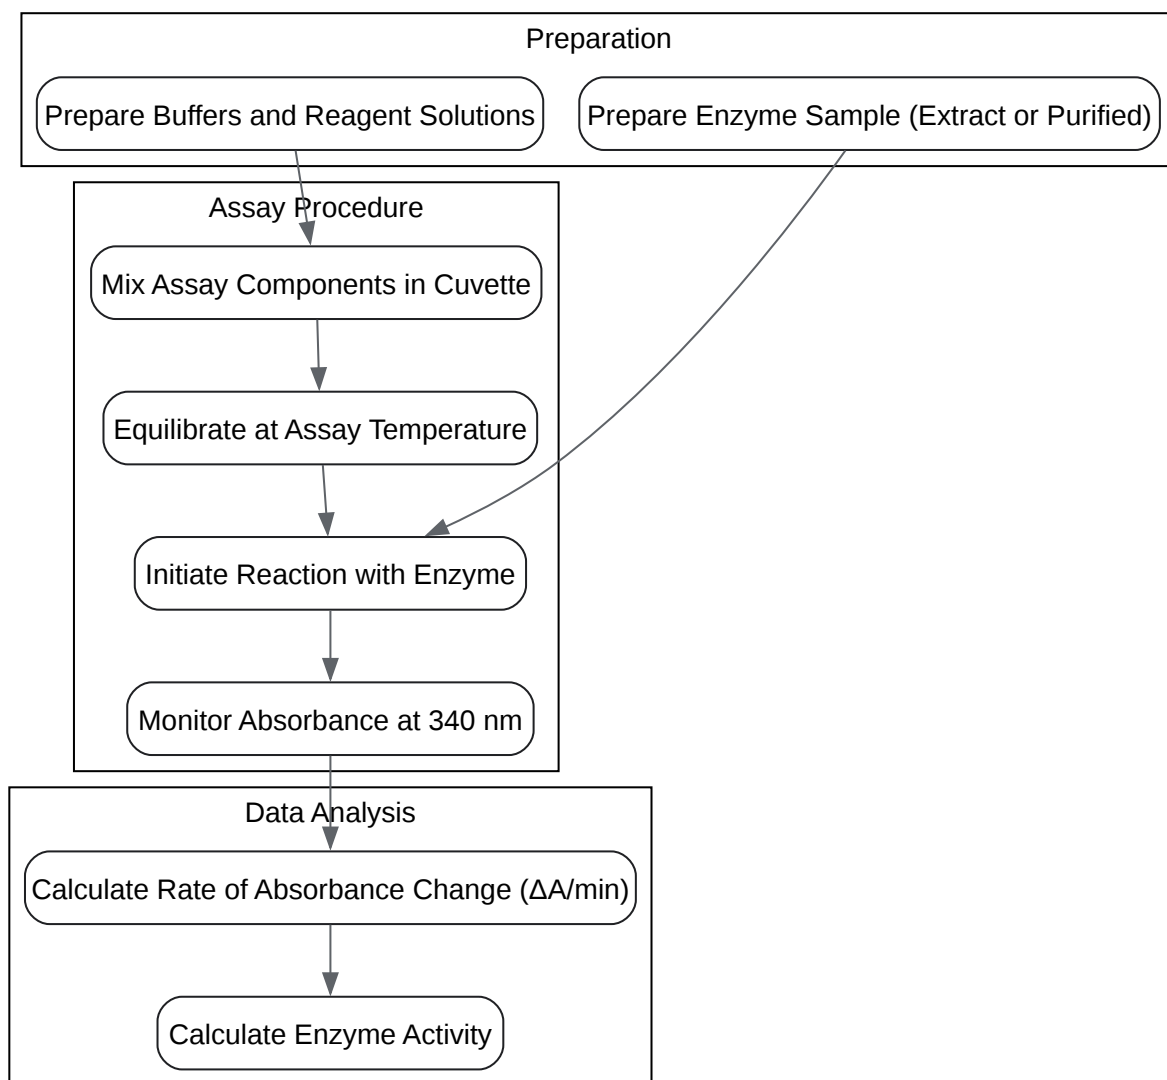 Preparation
Prepare Buffers and Reagent Solutions
Prepare Enzyme Sample (Extract or Purified)
Assay Procedure
Mix Assay Components in Cuvette
Equilibrate at Assay Temperature
Initiate Reaction with Enzyme
Monitor Absorbance at 340 nm
Data Analysis
Calculate Rate of Absorbance Change (ΔA/min)
Calculate Enzyme Activity